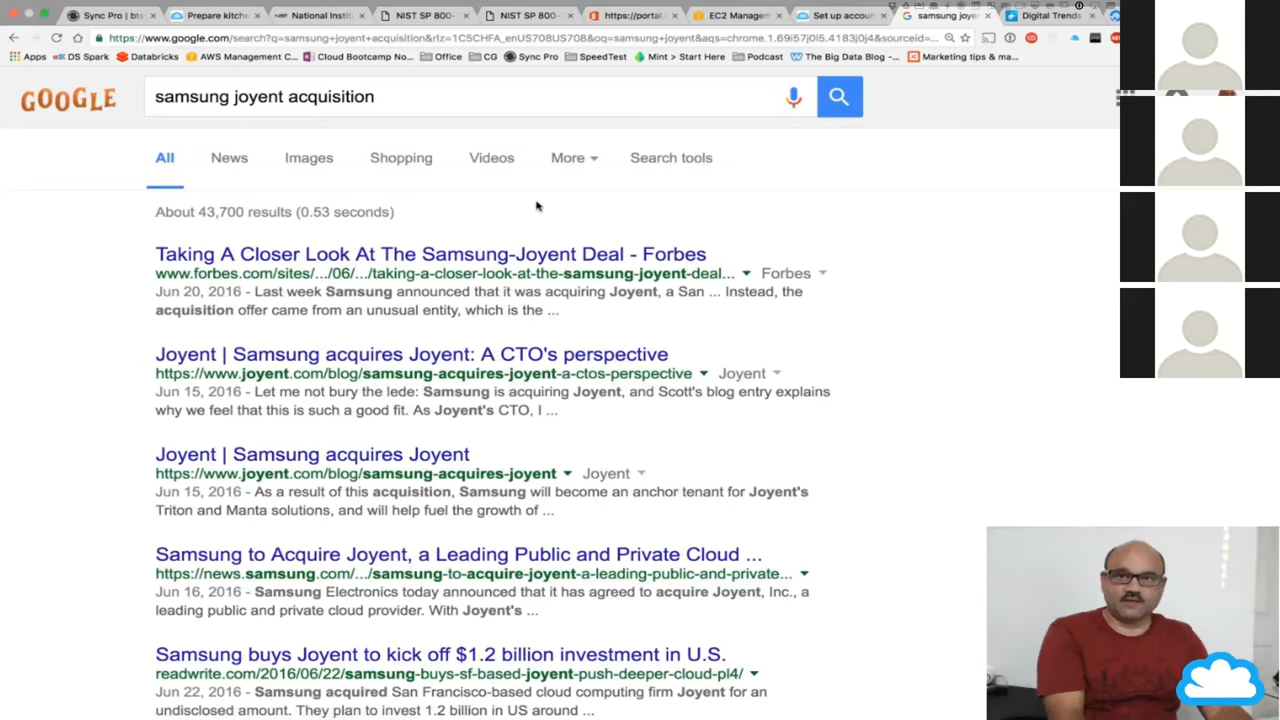 Sync Pro | bts
Prepare kitche
National Instit
NIST SP 800-
NIST SP 800-
https://portal.
EC2 Managem
Set up accoun
samsung joye
Digital Trends
https://www.google.com/search?q=samsung+joyent+acquisition&rlz=1C5CHFA_enUS708US708&oq=samsung+joyent&aqs=chrome.1.69i57j0l5.4183j0j4&sourceid=...
Apps DS Spark Databricks AWS Management C... Cloud Bootcamp No... Office CG Sync Pro SpeedTest Mint > Start Here Podcast The Big Data Blog -... Marketing tips & ma...
GOOGLE samsung joyent acquisition
All News Images Shopping Videos More Search tools
About 43,700 results (0.53 seconds)
Taking A Closer Look At The Samsung-Joyent Deal - Forbes
www.forbes.com/sites/.../06/.../taking-a-closer-look-at-the-samsung-joyent-deal... Forbes
Jun 20, 2016 - Last week Samsung announced that it was acquiring Joyent, a San ... Instead, the
acquisition offer came from an unusual entity, which is the ...
Joyent | Samsung acquires Joyent: A CTO's perspective
https://www.joyent.com/blog/samsung-acquires-joyent-a-ctos-perspective Joyent
Jun 15, 2016 - Let me not bury the lede: Samsung is acquiring Joyent, and Scott's blog entry explains
why we feel that this is such a good fit. As Joyent's CTO, I ...
Joyent | Samsung acquires Joyent
https://www.joyent.com/blog/samsung-acquires-joyent Joyent
Jun 15, 2016 - As a result of this acquisition, Samsung will become an anchor tenant for Joyent's
Triton and Manta solutions, and will help fuel the growth of ...
Samsung to Acquire Joyent, a Leading Public and Private Cloud ...
https://news.samsung.com/.../samsung-to-acquire-joyent-a-leading-public-and-private...
Jun 16, 2016 - Samsung Electronics today announced that it has agreed to acquire Joyent, Inc., a
leading public and private cloud provider. With Joyent's ...
Samsung buys Joyent to kick off $1.2 billion investment in U.S.
readwrite.com/2016/06/22/samsung-buys-sf-based-joyent-push-deeper-cloud-pl4/
Jun 22, 2016 - Samsung acquired San Francisco-based cloud computing firm Joyent for an
undisclosed amount. They plan to invest 1.2 billion in US around ...